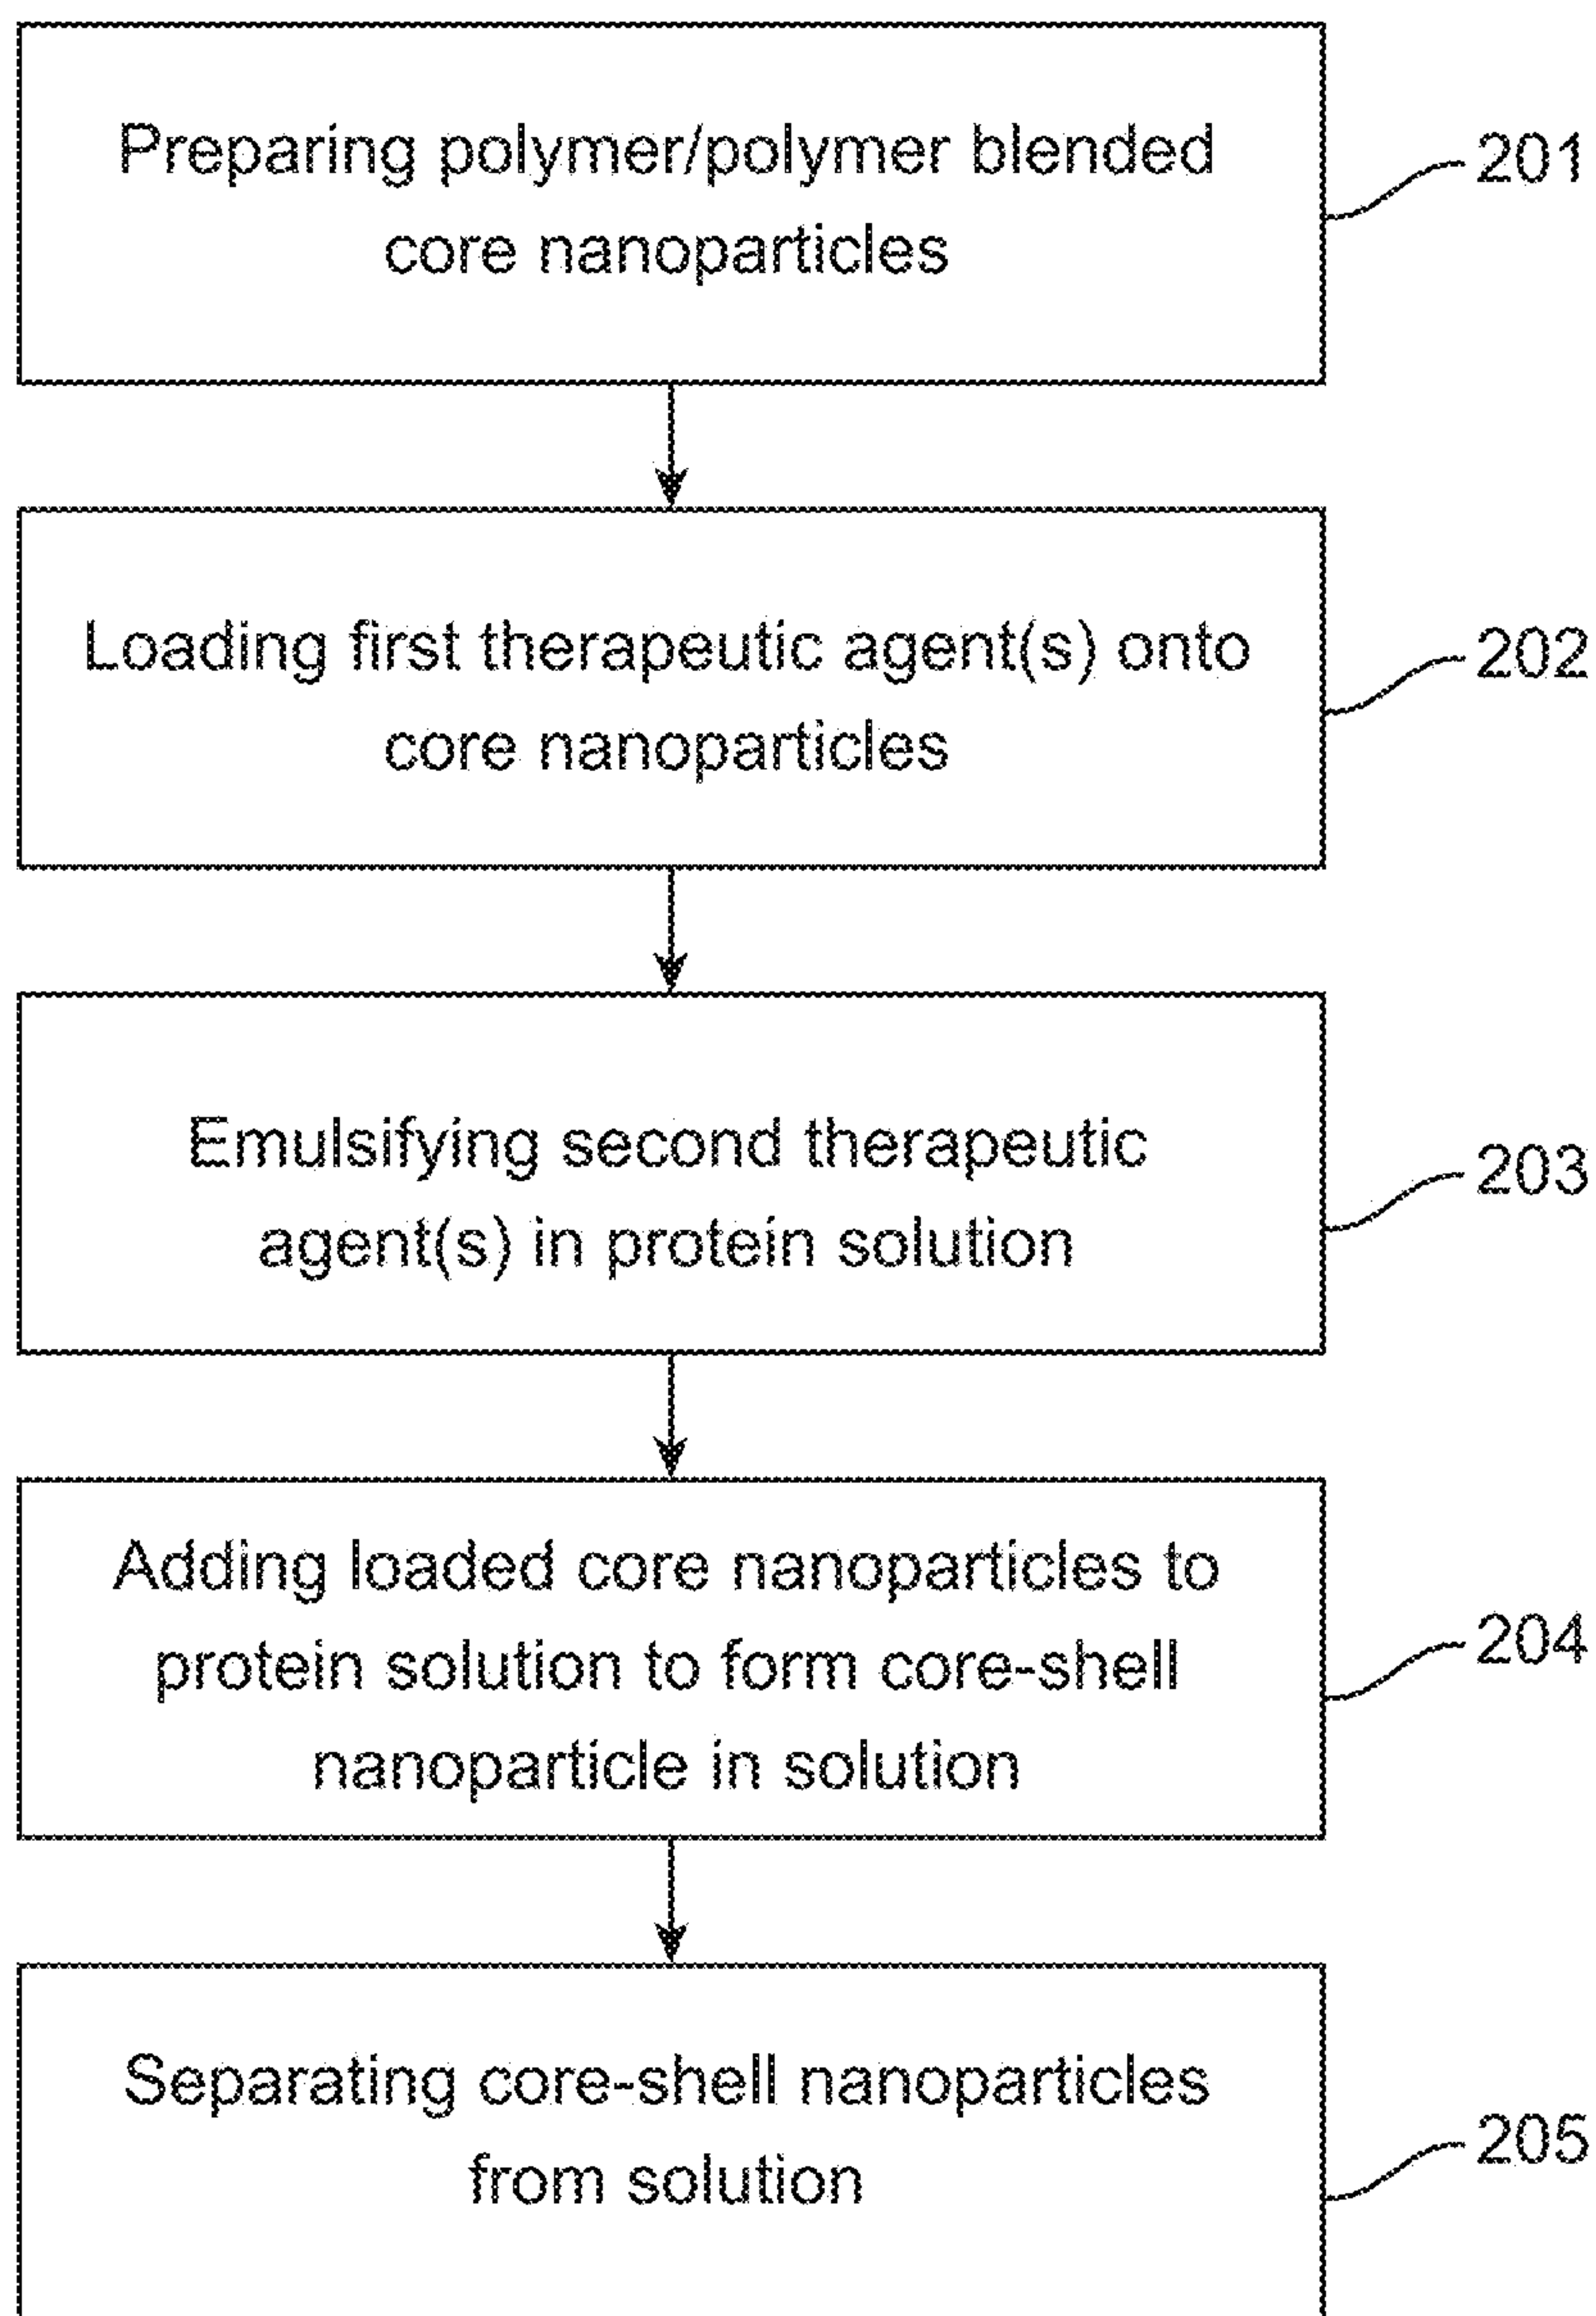 Preparing polymer/polymer blended
core nanoparticles
201
Loading first therapeutic agent(s) onto
core nanoparticles
202
Emulsifying second therapeutic
agent(s) in protein solution
203
Adding loaded core nanoparticles to
protein solution to form core-shell
nanoparticle in solution
204
Separating core-shell nanoparticles
from solution
205